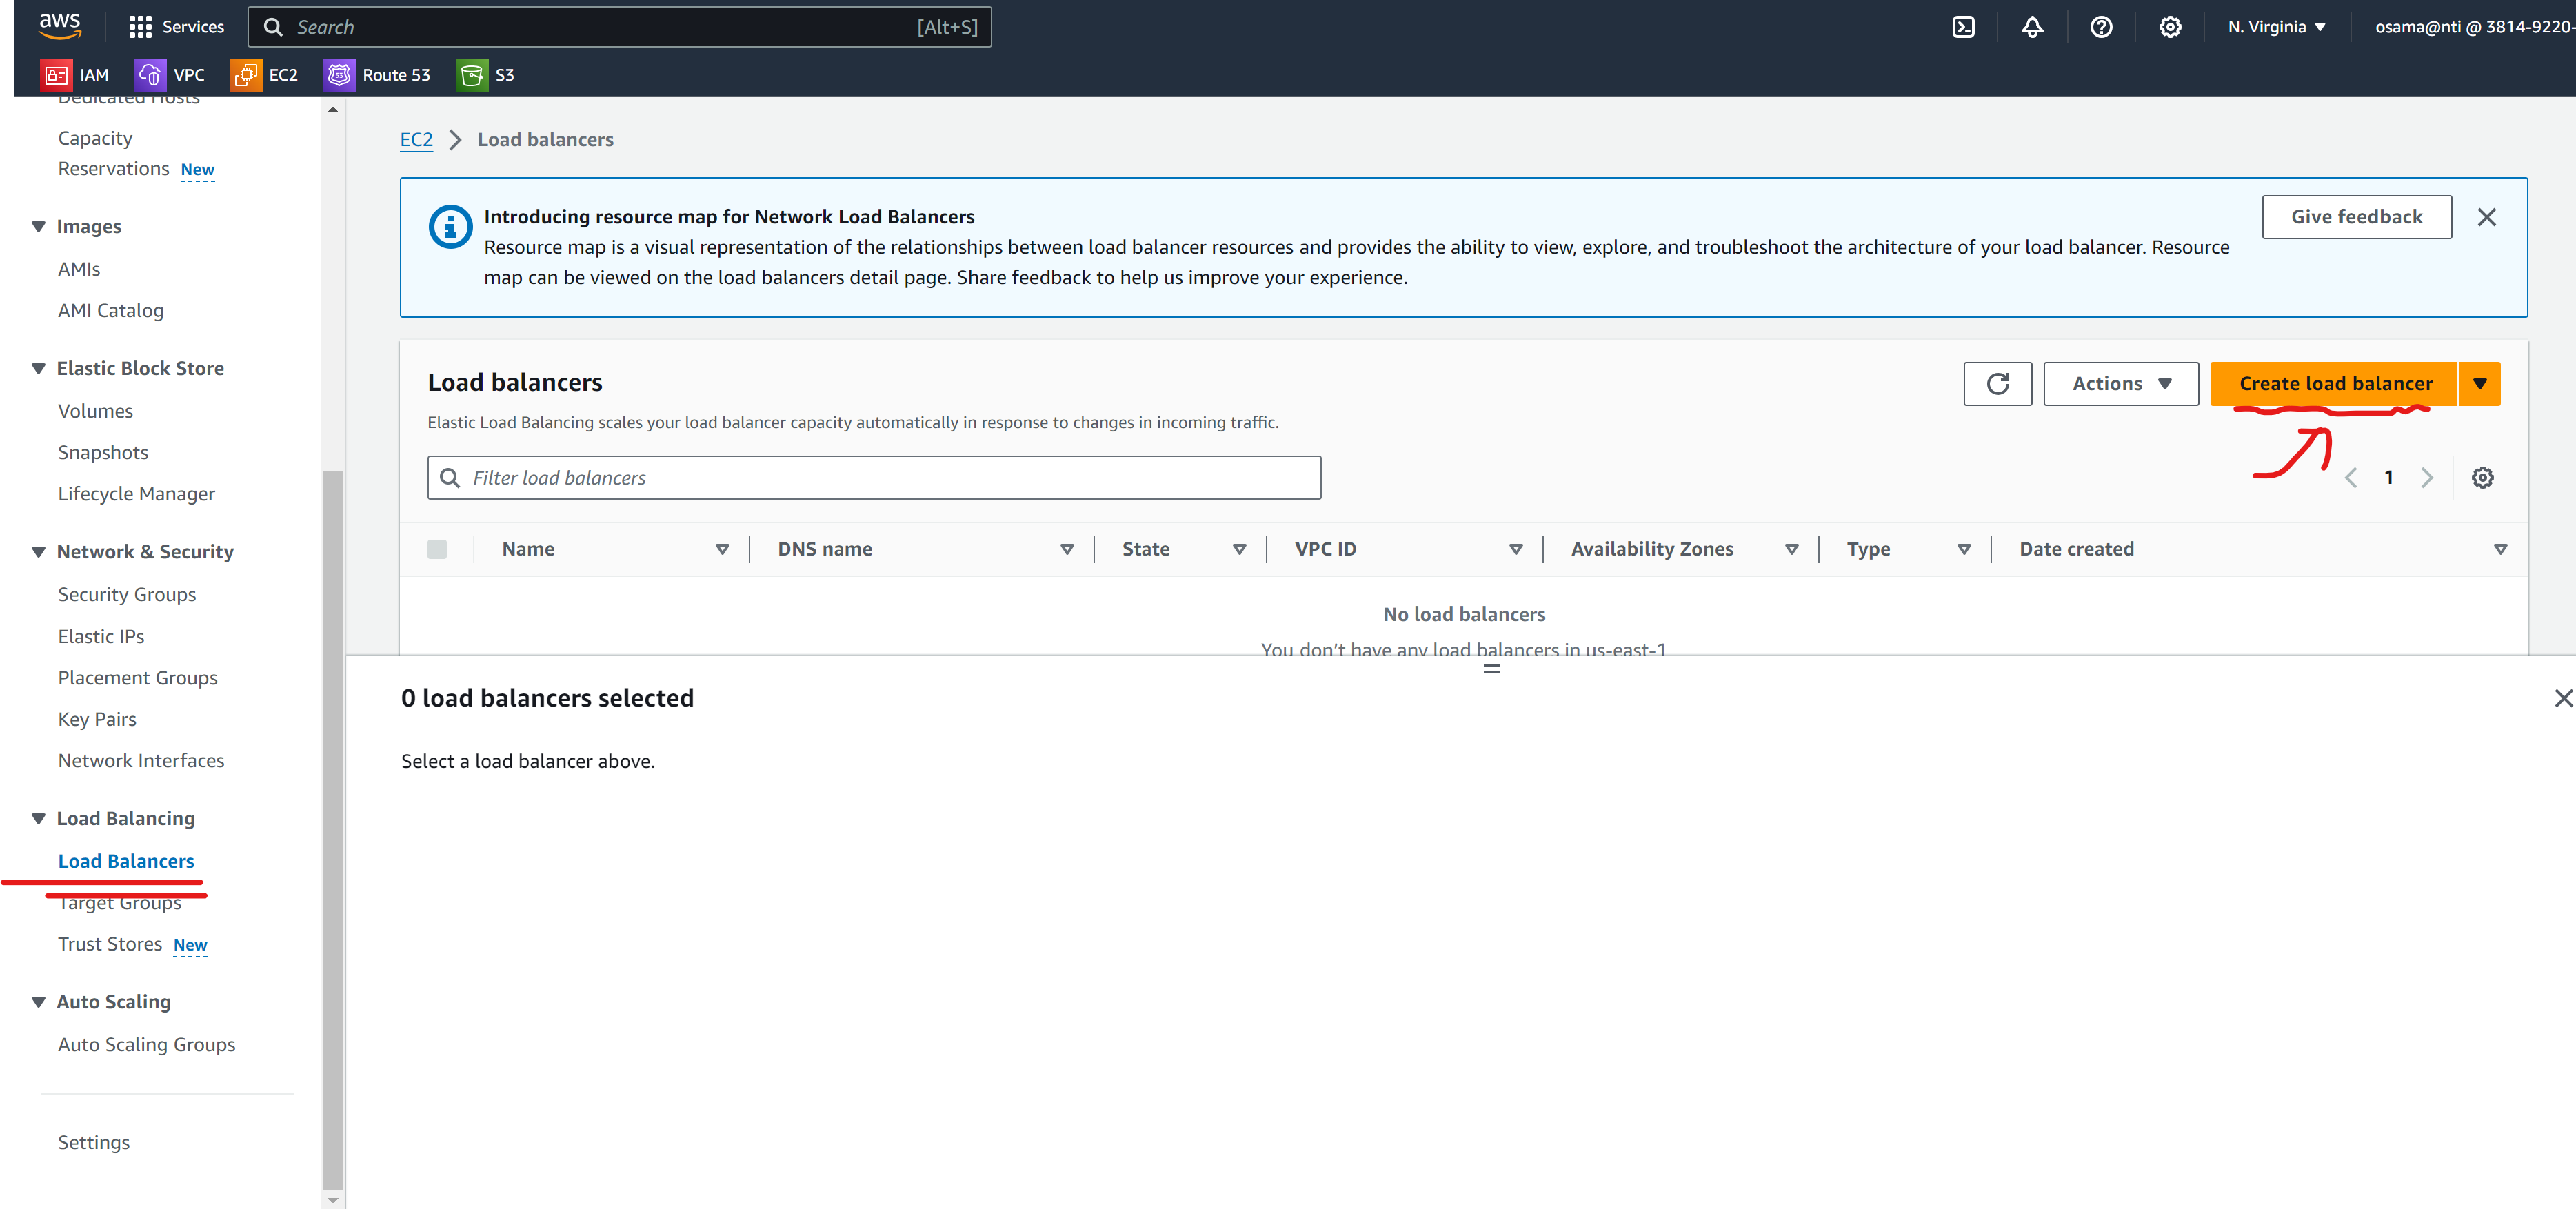 aws
Services
Search
[Alt+S]
N. Virginia
osama@nti @ 3814-9220-
IAM
VPC
EC2
Route 53
S3
Dedicated Hosts
Capacity
Reservations New
Images
AMIs
AMI Catalog
Elastic Block Store
Volumes
Snapshots
Lifecycle Manager
Network & Security
Security Groups
Elastic IPs
Placement Groups
Key Pairs
Network Interfaces
Load Balancing
Load Balancers
Target Groups
Trust Stores New
Auto Scaling
Auto Scaling Groups
Settings
EC2 > Load balancers
Introducing resource map for Network Load Balancers
Resource map is a visual representation of the relationships between load balancer resources and provides the ability to view, explore, and troubleshoot the architecture of your load balancer. Resource
map can be viewed on the load balancers detail page. Share feedback to help us improve your experience.
Give feedback
Load balancers
Actions
Create load balancer
Elastic Load Balancing scales your load balancer capacity automatically in response to changes in incoming traffic.
Filter load balancers
1
Name
DNS name
State
VPC ID
Availability Zones
Type
Date created
No load balancers
You don't have any load balancers in us-east-1
0 load balancers selected
Select a load balancer above.